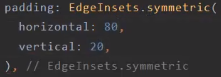 padding: EdgeInsets.symmetric(
  horizontal: 80,
  vertical: 20,
), // EdgeInsets.symmetric